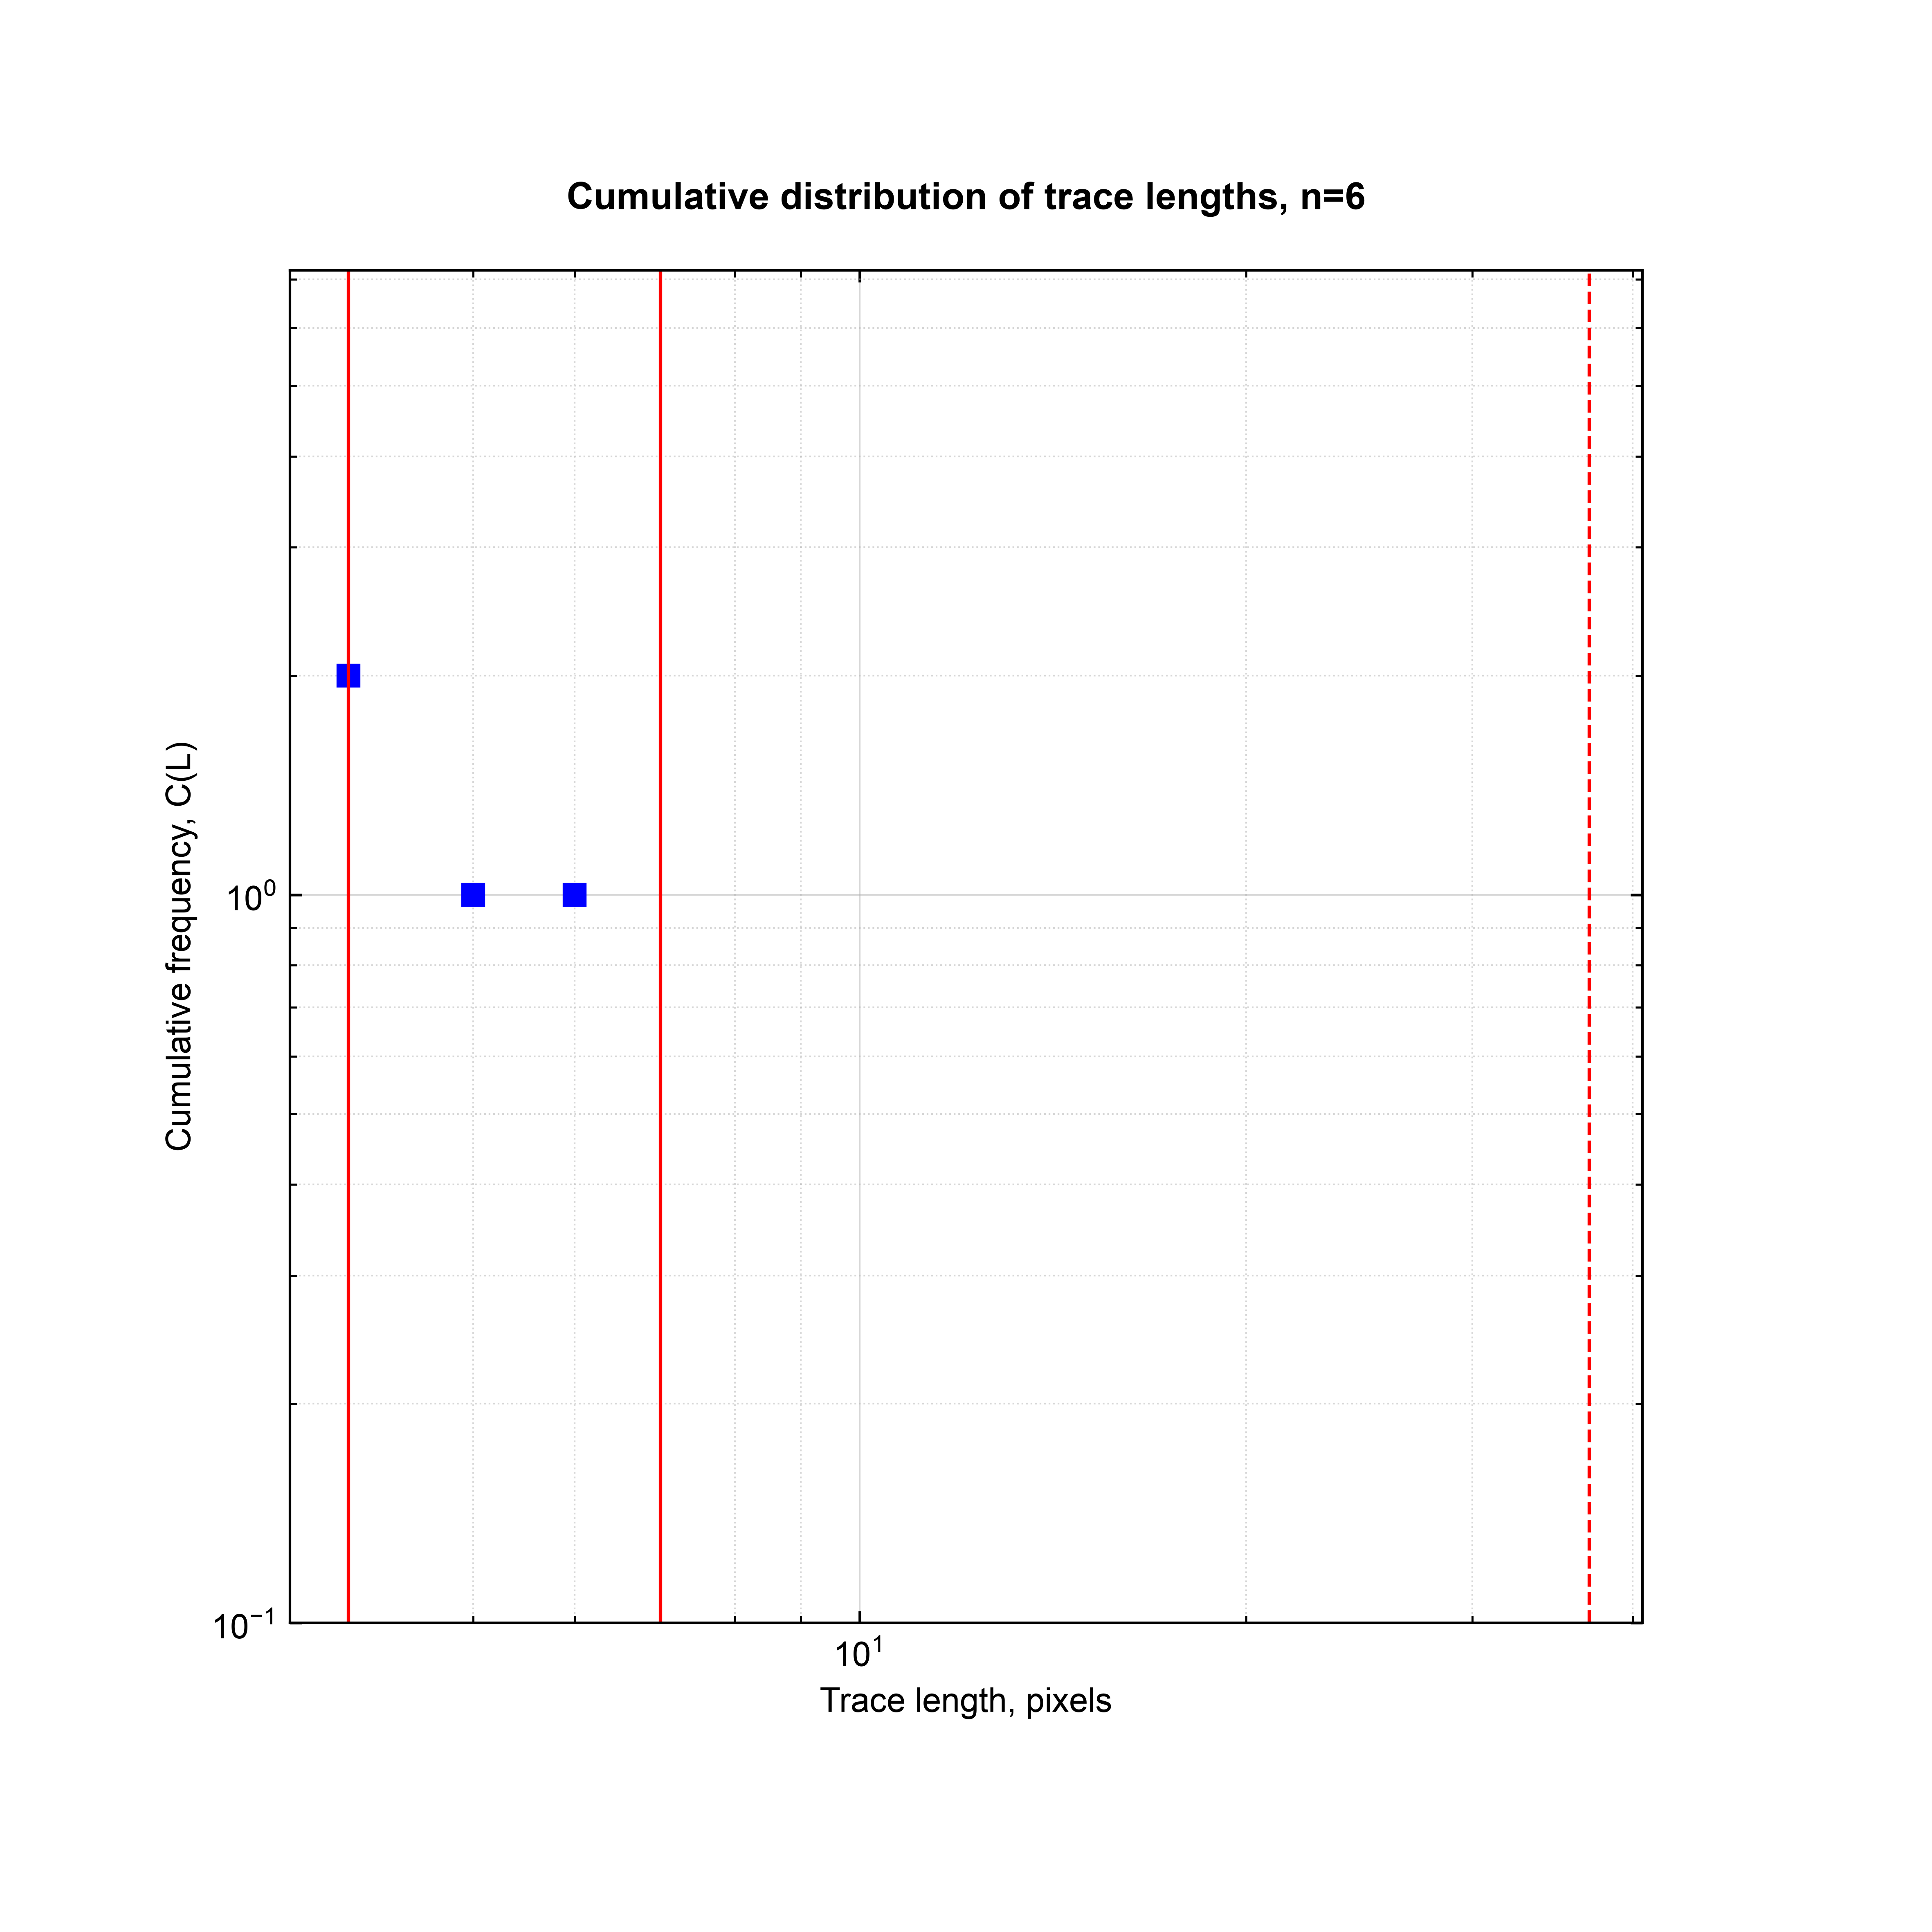 Cumulative distribution of trace lengths, n=6
Cumulative frequency, C(L)
10⁰
10⁻¹
10¹
Trace length, pixels